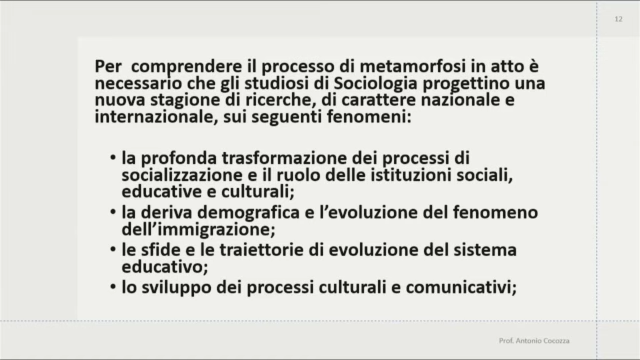 12
Per comprendere il processo di metamorfosi in atto è
necessario che gli studiosi di Sociologia progettino una
nuova stagione di ricerche, di carattere nazionale e
internazionale, sui seguenti fenomeni:
• la profonda trasformazione dei processi di
socializzazione e il ruolo delle istituzioni sociali,
educative e culturali;
• la deriva demografica e l’evoluzione del fenomeno
dell’immigrazione;
• le sfide e le traiettorie di evoluzione del sistema
educativo;
• lo sviluppo dei processi culturali e comunicativi;
Prof. Antonio Cocozza